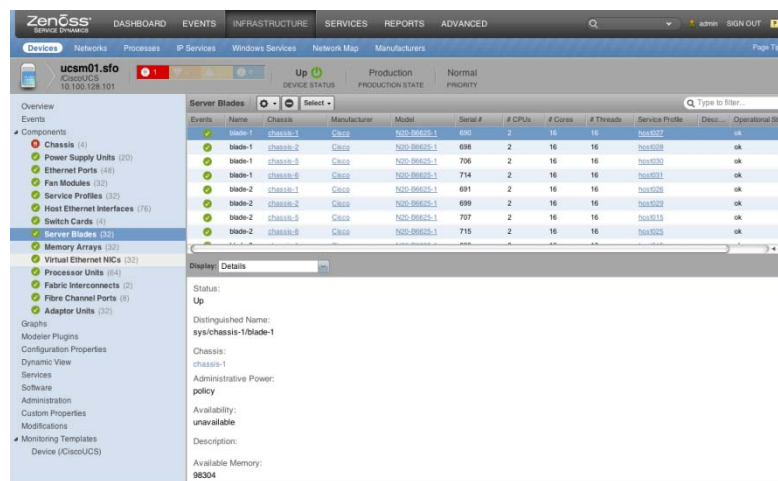 Zenoss DASHBOARD EVENTS INFRASTRUCTURE SERVICES REPORTS ADVANCED admin SIGN OUT
SERVICE DYNAMICS
Devices Networks Processes IP Services Windows Services Network Map Manufacturers Page Ti
ucsm01.sfo
/CiscoUCS
10.100.128.101
1
Up Production Normal
DEVICE STATUS PRODUCTION STATE PRIORITY
Overview
Events
Components
Chassis (4)
Power Supply Units (20)
Ethernet Ports (48)
Fan Modules (32)
Service Profiles (32)
Host Ethernet Interfaces (76)
Switch Cards (4)
Server Blades (32)
Memory Arrays (32)
Virtual Ethernet NICs (32)
Processor Units (64)
Fabric Interconnects (2)
Fibre Channel Ports (8)
Adaptor Units (32)
Graphs
Modeler Plugins
Configuration Properties
Dynamic View
Services
Software
Administration
Custom Properties
Modifications
Monitoring Templates
Device (/CiscoUCS)
Server Blades Select Type to filter...
Events Name Chassis Manufacturer Model Serial # # CPUs # Cores # Threads Service Profile Desc... Operational St
blade-1 chassis-1 Cisco N20-B6625-1 690 2 16 16 host027 ok
blade-1 chassis-2 Cisco N20-B6625-1 698 2 16 16 host028 ok
blade-1 chassis-5 Cisco N20-B6625-1 706 2 16 16 host030 ok
blade-1 chassis-6 Cisco N20-B6625-1 714 2 16 16 host031 ok
blade-2 chassis-1 Cisco N20-B6625-1 691 2 16 16 host026 ok
blade-2 chassis-2 Cisco N20-B6625-1 699 2 16 16 host029 ok
blade-2 chassis-5 Cisco N20-B6625-1 707 2 16 16 host015 ok
blade-2 chassis-6 Cisco N20-B6625-1 715 2 16 16 host025 ok
Display: Details
Status:
Up
Distinguished Name:
sys/chassis-1/blade-1
Chassis:
chassis-1
Administrative Power:
policy
Availability:
unavailable
Description:
Available Memory:
98304